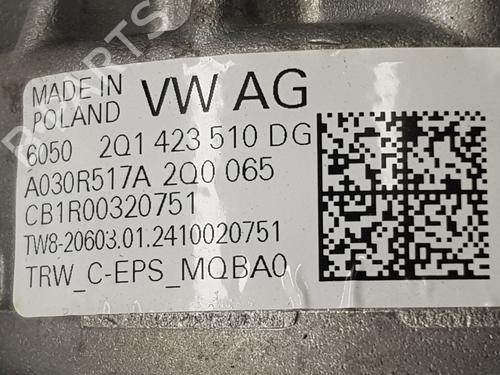 MADE IN VW AG
POLAND
6050 2Q1 423 510 DG
A030R517A 2Q0 065
CB1R00320751
TW8-20603.01.2410020751
TRW_C-EPS_MQBA0